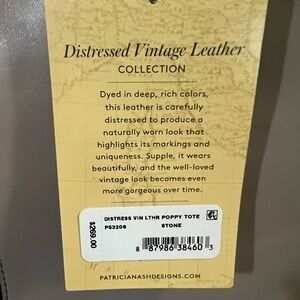 Distressed Vintage Leather
COLLECTION
Dyed in deep, rich colors,
this leather is carefully
distressed to produce a
naturally worn look that
highlights its markings and
uniqueness. Supple, it wears
beautifully, and the well-loved
vintage look becomes even
more gorgeous over time.
DISTRESS VIN LTHR POPPY TOTE
P53206
STONE
$269.00
8 87986 38460 3
PATRICIANASHDESIGNS.COM